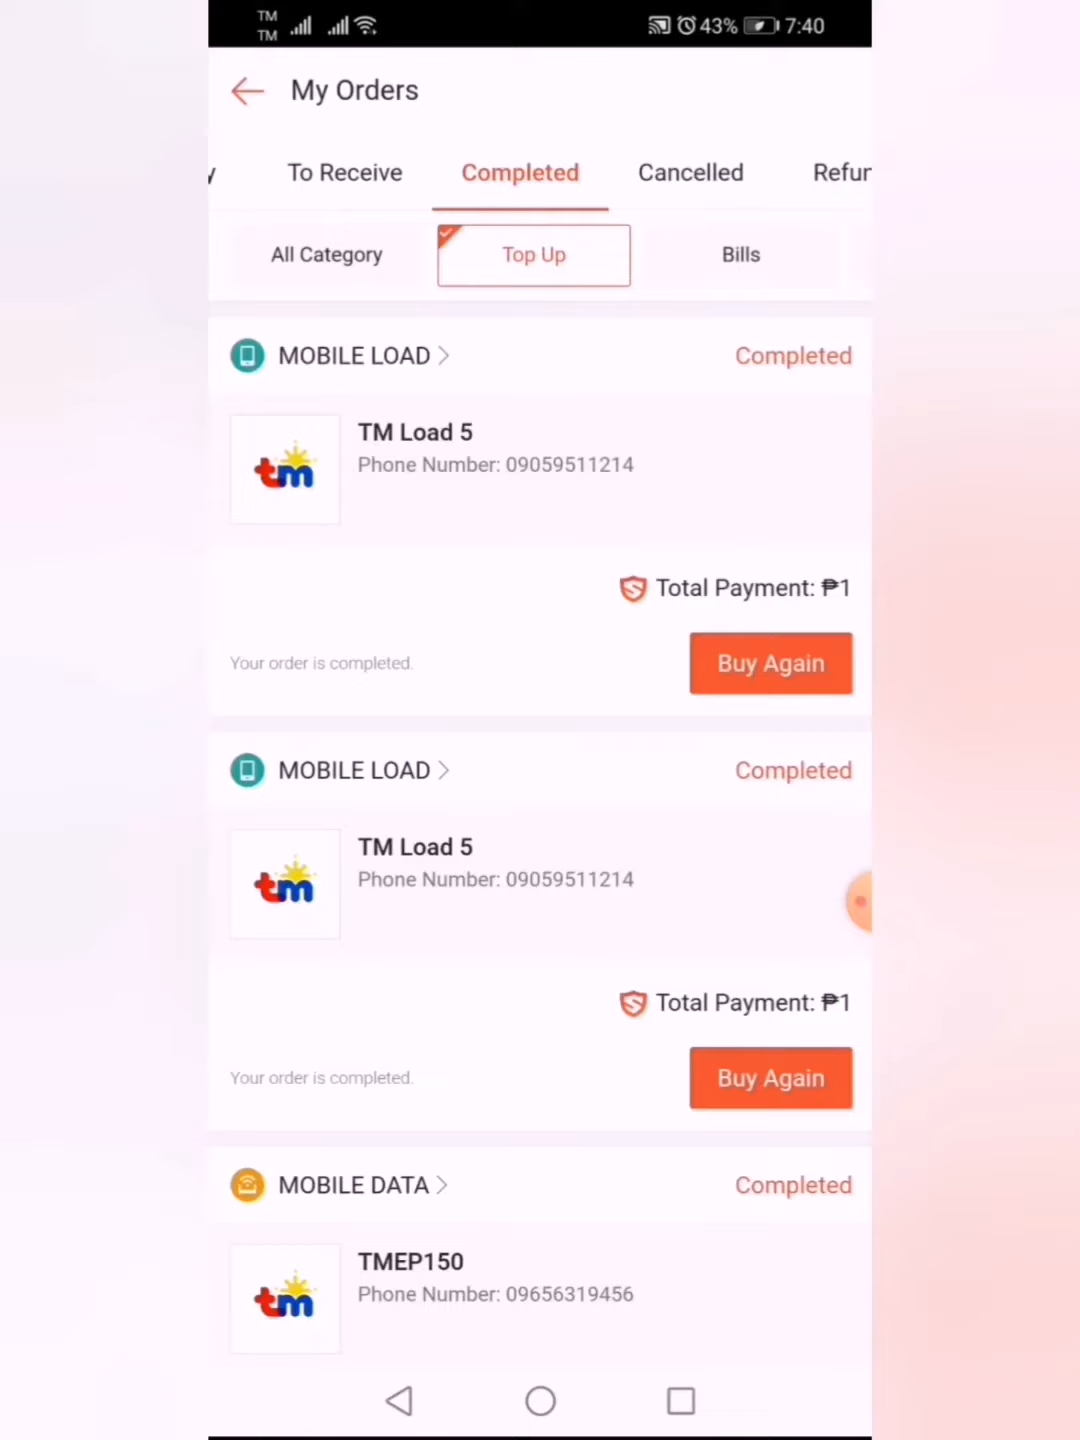 TM
TM
43%
7:40
My Orders
y
To Receive
Completed
Cancelled
Refun
All Category
Top Up
Bills
MOBILE LOAD
Completed
tm
TM Load 5
Phone Number: 09059511214
Total Payment: ₱1
Your order is completed.
Buy Again
MOBILE LOAD
Completed
tm
TM Load 5
Phone Number: 09059511214
Total Payment: ₱1
Your order is completed.
Buy Again
MOBILE DATA
Completed
tm
TMEP150
Phone Number: 09656319456